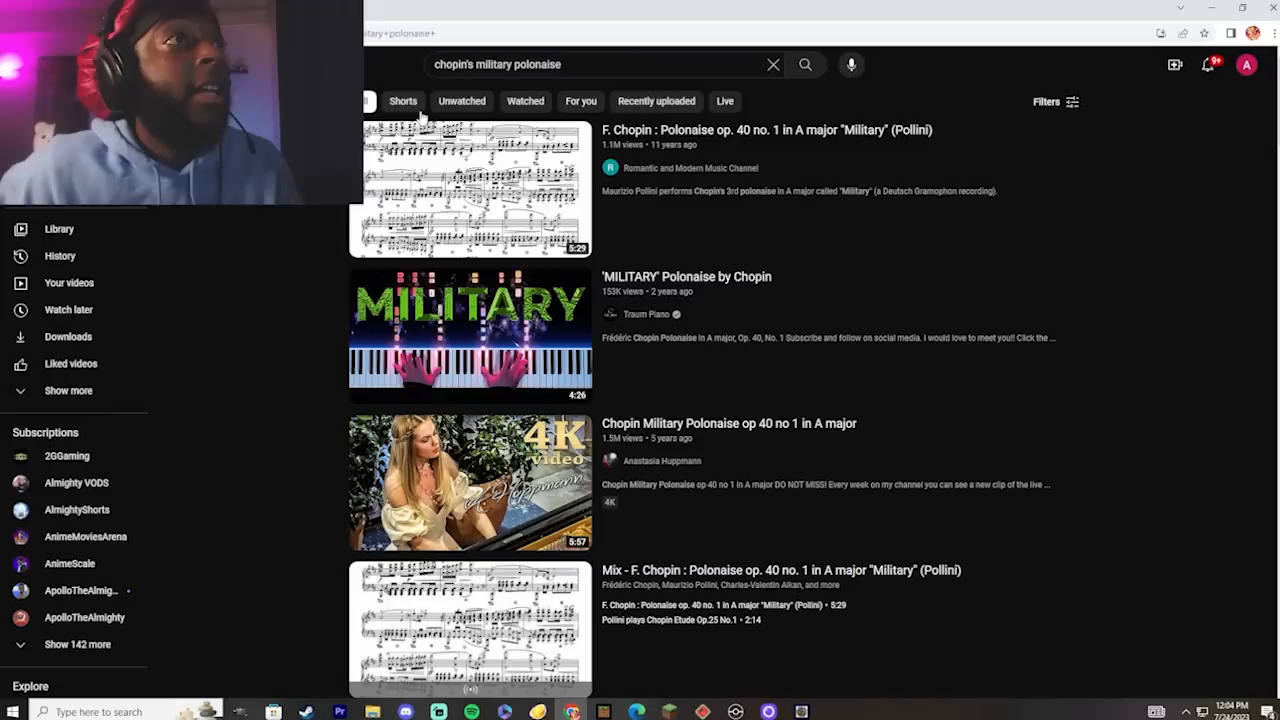 itary+polonaise+
chopin's military polonaise
9+
A
Shorts
Unwatched
Watched
For you
Recently uploaded
Live
Filters
F. Chopin : Polonaise op. 40 no. 1 in A major "Military" (Pollini)
1.1M views • 11 years ago
R
Romantic and Modern Music Channel
Maurizio Pollini performs Chopin's 3rd polonaise in A major called "Military" (a Deutsch Gramophon recording).
5:29
Library
History
Your videos
Watch later
Downloads
Liked videos
Show more
MILITARY
4:26
'MILITARY' Polonaise by Chopin
153K views • 2 years ago
Traum Piano
Frédéric Chopin Polonaise in A major, Op. 40, No. 1 Subscribe and follow on social media. I would love to meet you!! Click the ...
Subscriptions
2GGaming
Almighty VODS
AlmightyShorts
AnimeMoviesArena
AnimeScale
ApolloTheAlmig...
ApolloTheAlmighty
Show 142 more
Explore
4K
video
A. Huppmann
5:57
Chopin Military Polonaise op 40 no 1 in A major
1.5M views • 5 years ago
Anastasia Huppmann
Chopin Military Polonaise op 40 no 1 in A major DO NOT MISS! Every week on my channel you can see a new clip of the live ...
4K
Mix - F. Chopin : Polonaise op. 40 no. 1 in A major "Military" (Pollini)
Frédéric Chopin, Maurizio Pollini, Charles-Valentin Alkan, and more
F. Chopin : Polonaise op. 40 no. 1 in A major "Military" (Pollini) • 5:29
Pollini plays Chopin Etude Op.25 No.1 • 2:14
Type here to search
Pr
12:04 PM
7/24/2023